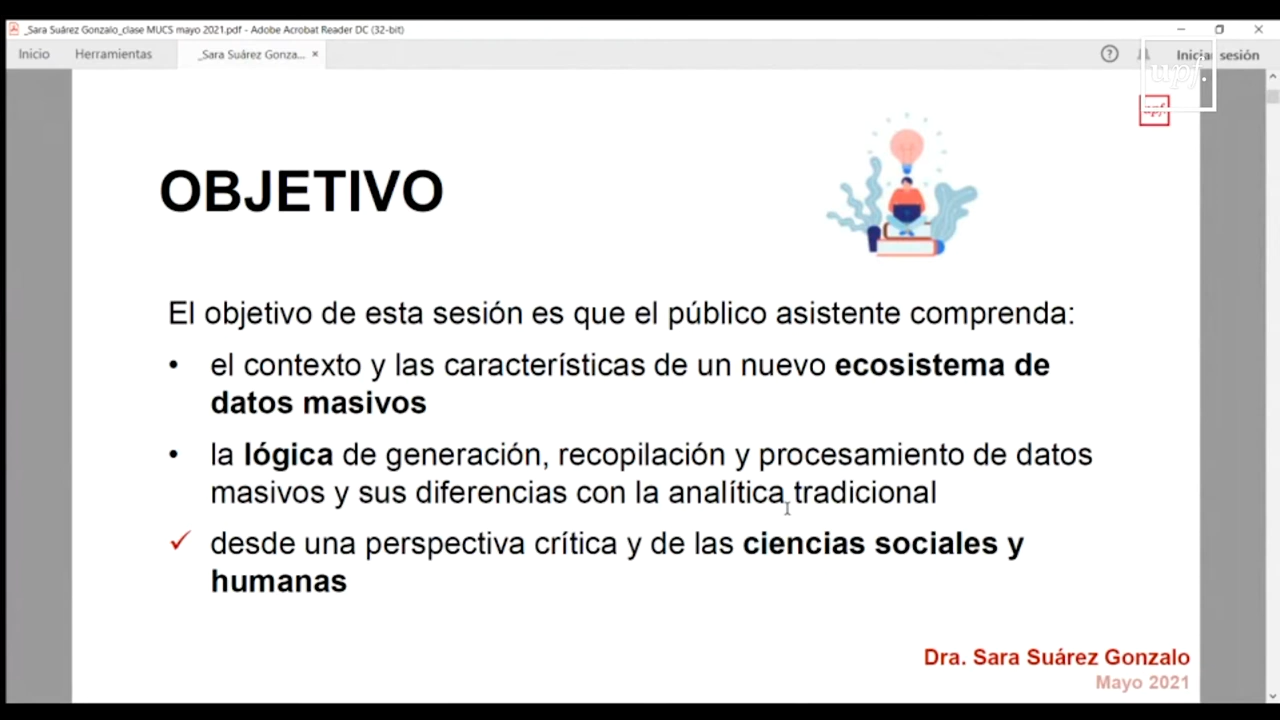 _Sara Suárez Gonzalo_clase MUCS mayo 2021.pdf - Adobe Acrobat Reader DC (32-bit)
Inicio Herramientas _Sara Suárez Gonza... Iniciar sesión
upf.
upf.
OBJETIVO
El objetivo de esta sesión es que el público asistente comprenda:
• el contexto y las características de un nuevo ecosistema de
datos masivos
• la lógica de generación, recopilación y procesamiento de datos
masivos y sus diferencias con la analítica tradicional
✓ desde una perspectiva crítica y de las ciencias sociales y
humanas
Dra. Sara Suárez Gonzalo
Mayo 2021